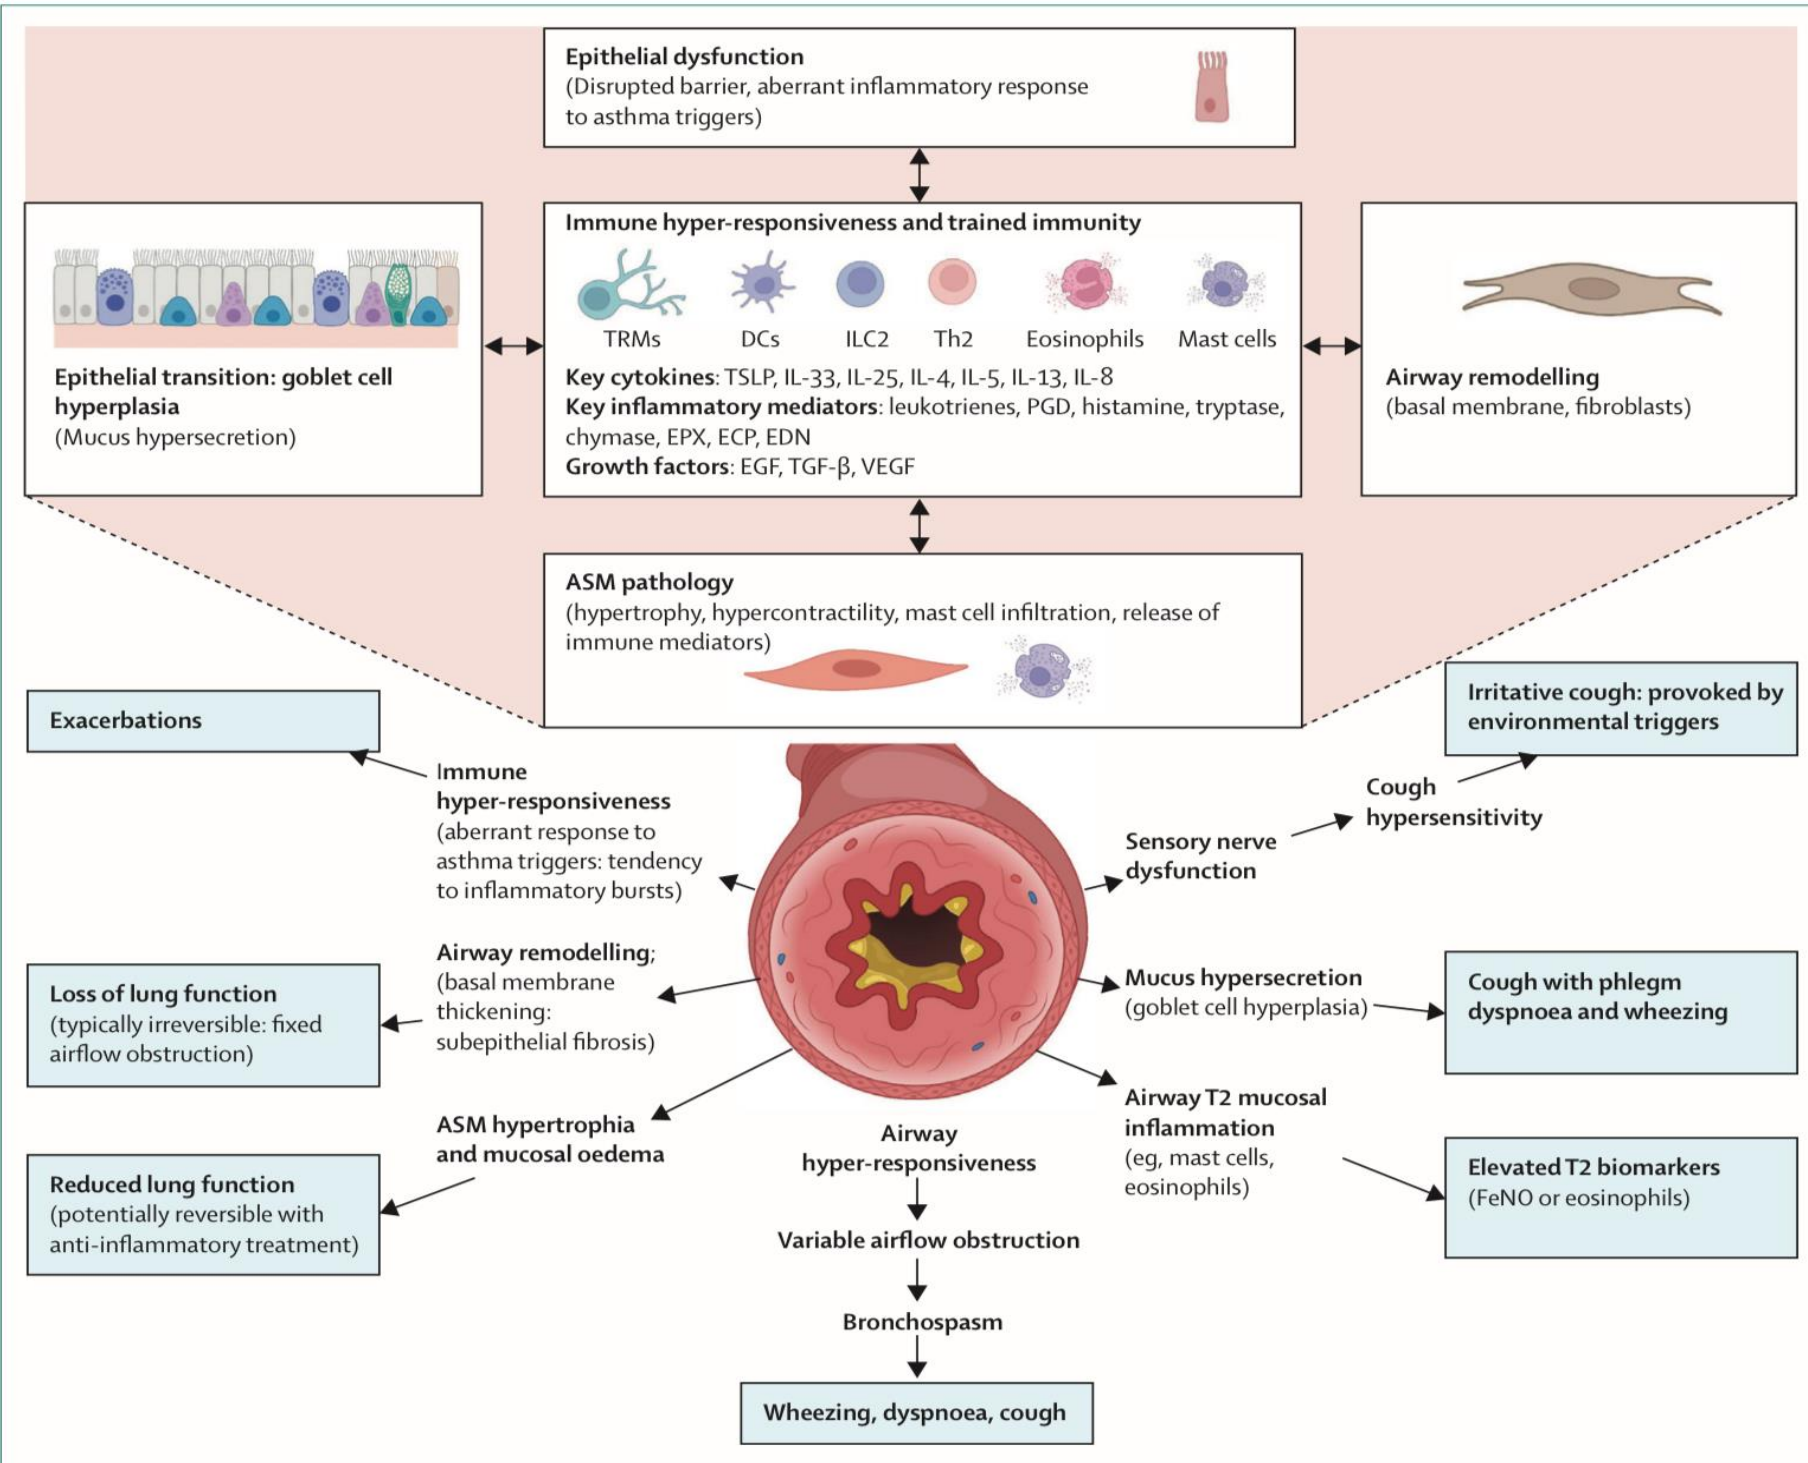 Epithelial dysfunction
(Disrupted barrier, aberrant inflammatory response
to asthma triggers)
Epithelial transition: goblet cell
hyperplasia
(Mucus hypersecretion)
Immune hyper-responsiveness and trained immunity
TRMs
DCs
ILC2
Th2
Eosinophils
Mast cells
Key cytokines: TSLP, IL-33, IL-25, IL-4, IL-5, IL-13, IL-8
Key inflammatory mediators: leukotrienes, PGD, histamine, tryptase,
chymase, EPX, ECP, EDN
Growth factors: EGF, TGF-β, VEGF
Airway remodelling
(basal membrane, fibroblasts)
ASM pathology
(hypertrophy, hypercontractility, mast cell infiltration, release of
immune mediators)
Exacerbations
Immune
hyper-responsiveness
(aberrant response to
asthma triggers: tendency
to inflammatory bursts)
Loss of lung function
(typically irreversible: fixed
airflow obstruction)
Airway remodelling;
(basal membrane
thickening:
subepithelial fibrosis)
Reduced lung function
(potentially reversible with
anti-inflammatory treatment)
ASM hypertrophia
and mucosal oedema
Airway
hyper-responsiveness
Variable airflow obstruction
Bronchospasm
Wheezing, dyspnoea, cough
Sensory nerve
dysfunction
Cough
hypersensitivity
Irritative cough: provoked by
environmental triggers
Mucus hypersecretion
(goblet cell hyperplasia)
Cough with phlegm
dyspnoea and wheezing
Airway T2 mucosal
inflammation
(eg, mast cells,
eosinophils)
Elevated T2 biomarkers
(FeNO or eosinophils)